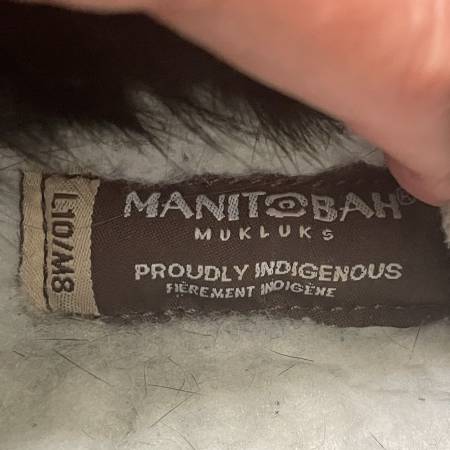 MANITOBAH®
MUKLUKS
PROUDLY INDIGENOUS
FIÈREMENT INDIGÈNE
L10/M8